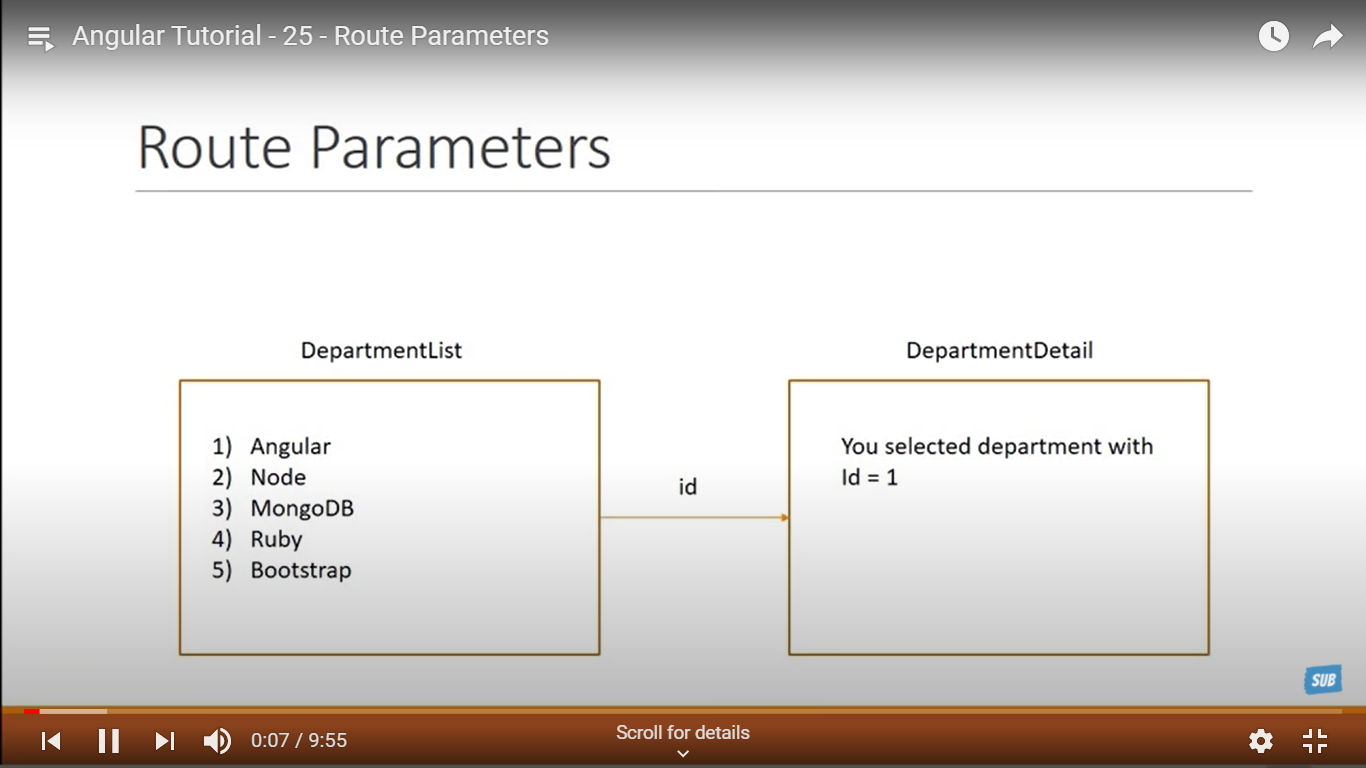 Angular Tutorial - 25 - Route Parameters
Route Parameters
DepartmentList
DepartmentDetail
1) Angular
2) Node
3) MongoDB
4) Ruby
5) Bootstrap
id
You selected department with
Id = 1
SUB
0:07 / 9:55
Scroll for details